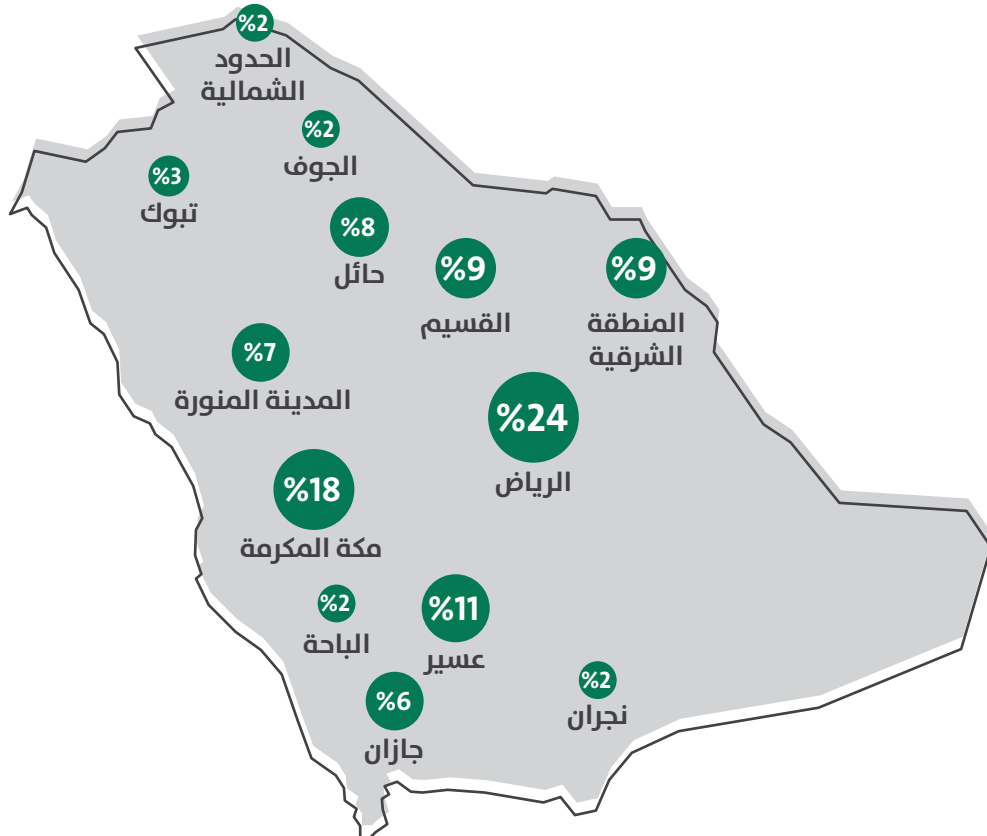 %2
الحدود
الشمالية
%2
الجوف
%3
تبوك
%8
حائل
%9
القسيم
%9
المنطقة
الشرقية
%7
المدينة المنورة
%24
الرياض
%18
مكة المكرمة
%2
الباحة
%11
عسير
%6
جازان
%2
نجران